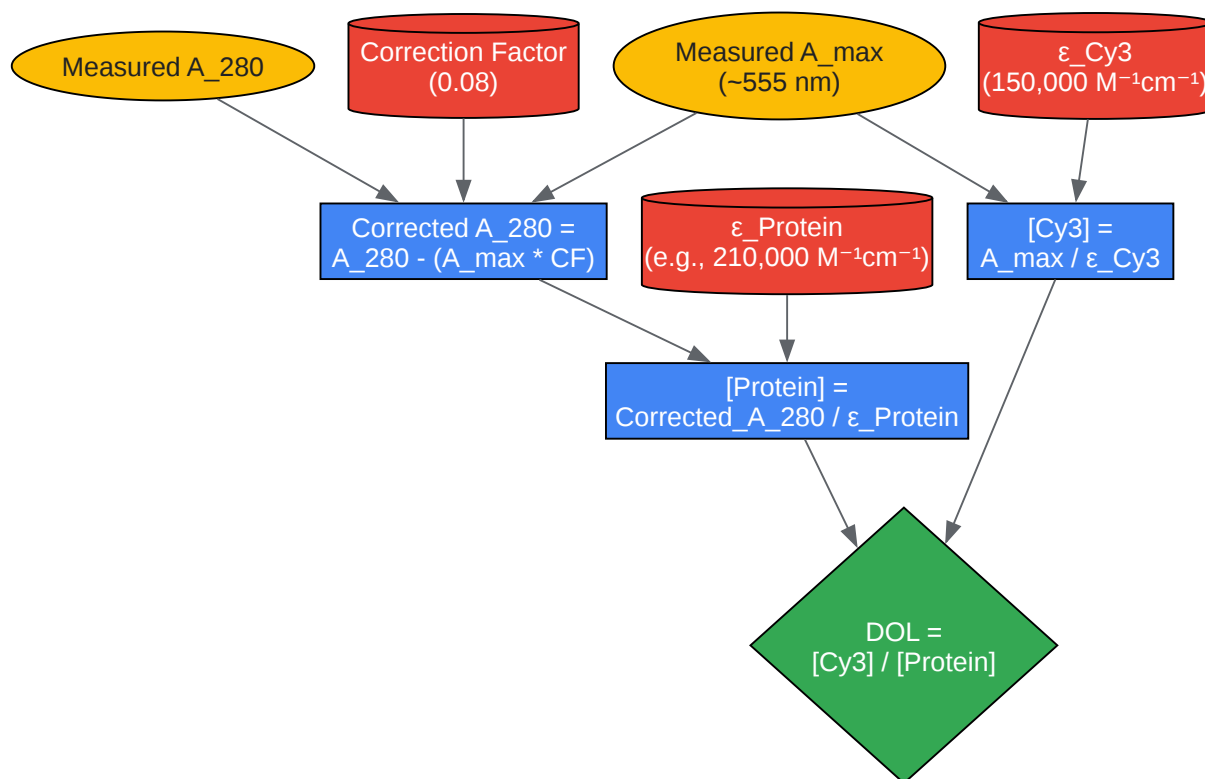 Measured A_280
Correction Factor
(0.08)
Measured A_max
(~555 nm)
ε_Cy3
(150,000 M⁻¹cm⁻¹)
Corrected A_280 =
A_280 - (A_max * CF)
ε_Protein
(e.g., 210,000 M⁻¹cm⁻¹)
[Cy3] =
A_max / ε_Cy3
[Protein] =
Corrected_A_280 / ε_Protein
DOL =
[Cy3] / [Protein]